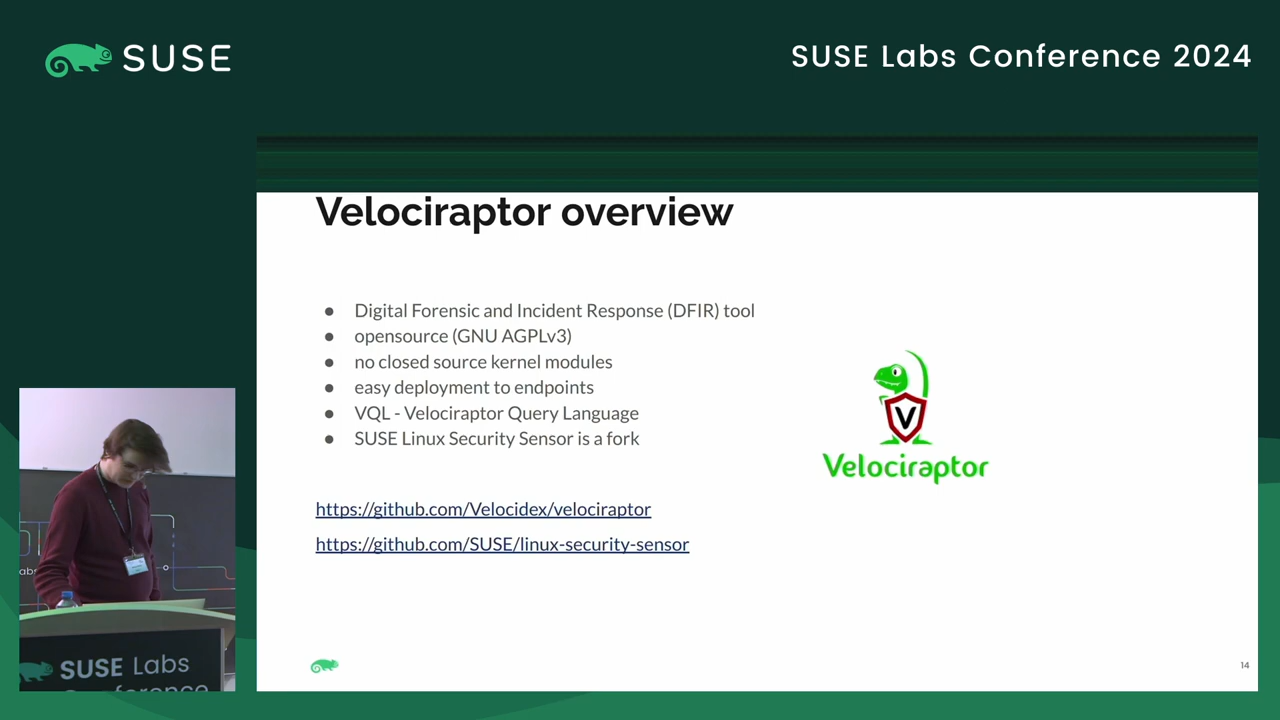 SUSE
SUSE Labs Conference 2024
Velociraptor overview
● Digital Forensic and Incident Response (DFIR) tool
● opensource (GNU AGPLv3)
● no closed source kernel modules
● easy deployment to endpoints
● VQL - Velociraptor Query Language
● SUSE Linux Security Sensor is a fork
V
Velociraptor
https://github.com/Velocidex/velociraptor
https://github.com/SUSE/linux-security-sensor
14
abs
SUSE Labs
Conference